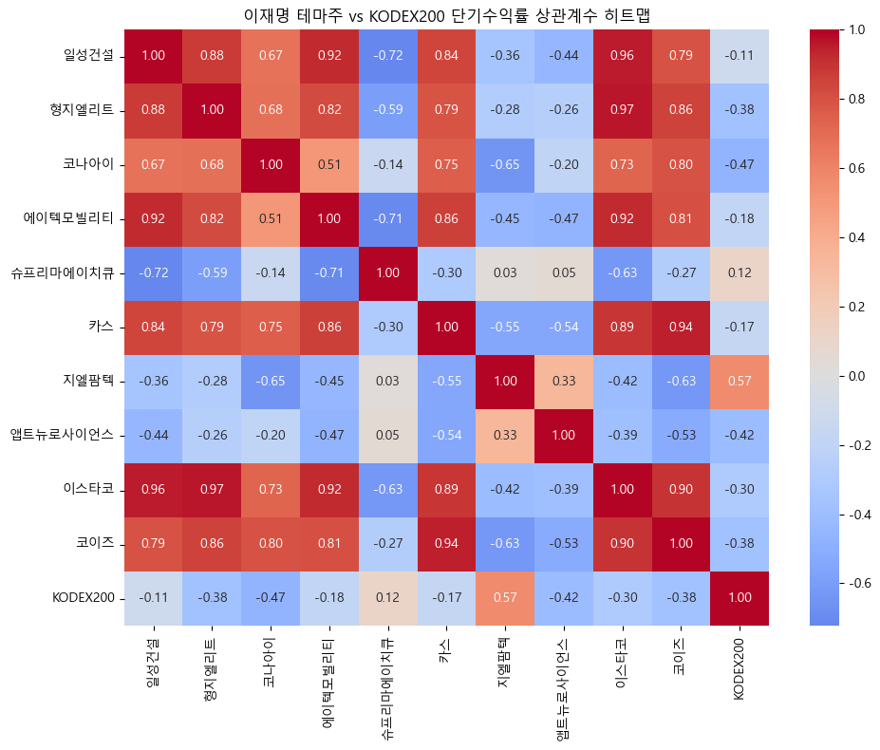 이재명 테마주 vs KODEX200 단기수익률 상관계수 히트맵
일성건설 1.00 0.88 0.67 0.92 -0.72 0.84 -0.36 -0.44 0.96 0.79 -0.11
형지엘리트 0.88 1.00 0.68 0.82 -0.59 0.79 -0.28 -0.26 0.97 0.86 -0.38
코나아이 0.67 0.68 1.00 0.51 -0.14 0.75 -0.65 -0.20 0.73 0.80 -0.47
에이텍모빌리티 0.92 0.82 0.51 1.00 -0.71 0.86 -0.45 -0.47 0.92 0.81 -0.18
슈프리마에이치큐 -0.72 -0.59 -0.14 -0.71 1.00 -0.30 0.03 0.05 -0.63 -0.27 0.12
카스 0.84 0.79 0.75 0.86 -0.30 1.00 -0.55 -0.54 0.89 0.94 -0.17
지엘팜텍 -0.36 -0.28 -0.65 -0.45 0.03 -0.55 1.00 0.33 -0.42 -0.63 0.57
앱트뉴로사이언스 -0.44 -0.26 -0.20 -0.47 0.05 -0.54 0.33 1.00 -0.39 -0.53 -0.42
이스타코 0.96 0.97 0.73 0.92 -0.63 0.89 -0.42 -0.39 1.00 0.90 -0.30
코이즈 0.79 0.86 0.80 0.81 -0.27 0.94 -0.63 -0.53 0.90 1.00 -0.38
KODEX200 -0.11 -0.38 -0.47 -0.18 0.12 -0.17 0.57 -0.42 -0.30 -0.38 1.00
일성건설
형지엘리트
코나아이
에이텍모빌리티
슈프리마에이치큐
카스
지엘팜텍
앱트뉴로사이언스
이스타코
코이즈
KODEX200
1.0
0.8
0.6
0.4
0.2
0.0
-0.2
-0.4
-0.6